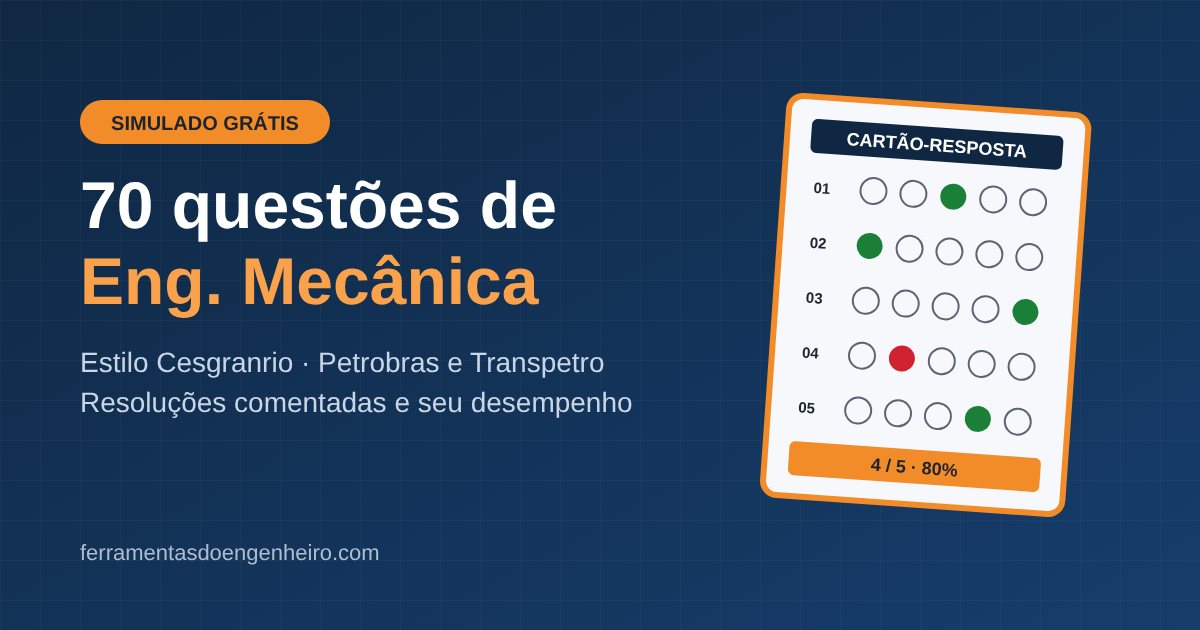 SIMULADO GRÁTIS
70 questões de
Eng. Mecânica
Estilo Cesgranrio · Petrobras e Transpetro
Resoluções comentadas e seu desempenho
ferramentasdoengenheiro.com
CARTÃO-RESPOSTA
01
02
03
04
05
4 / 5 · 80%